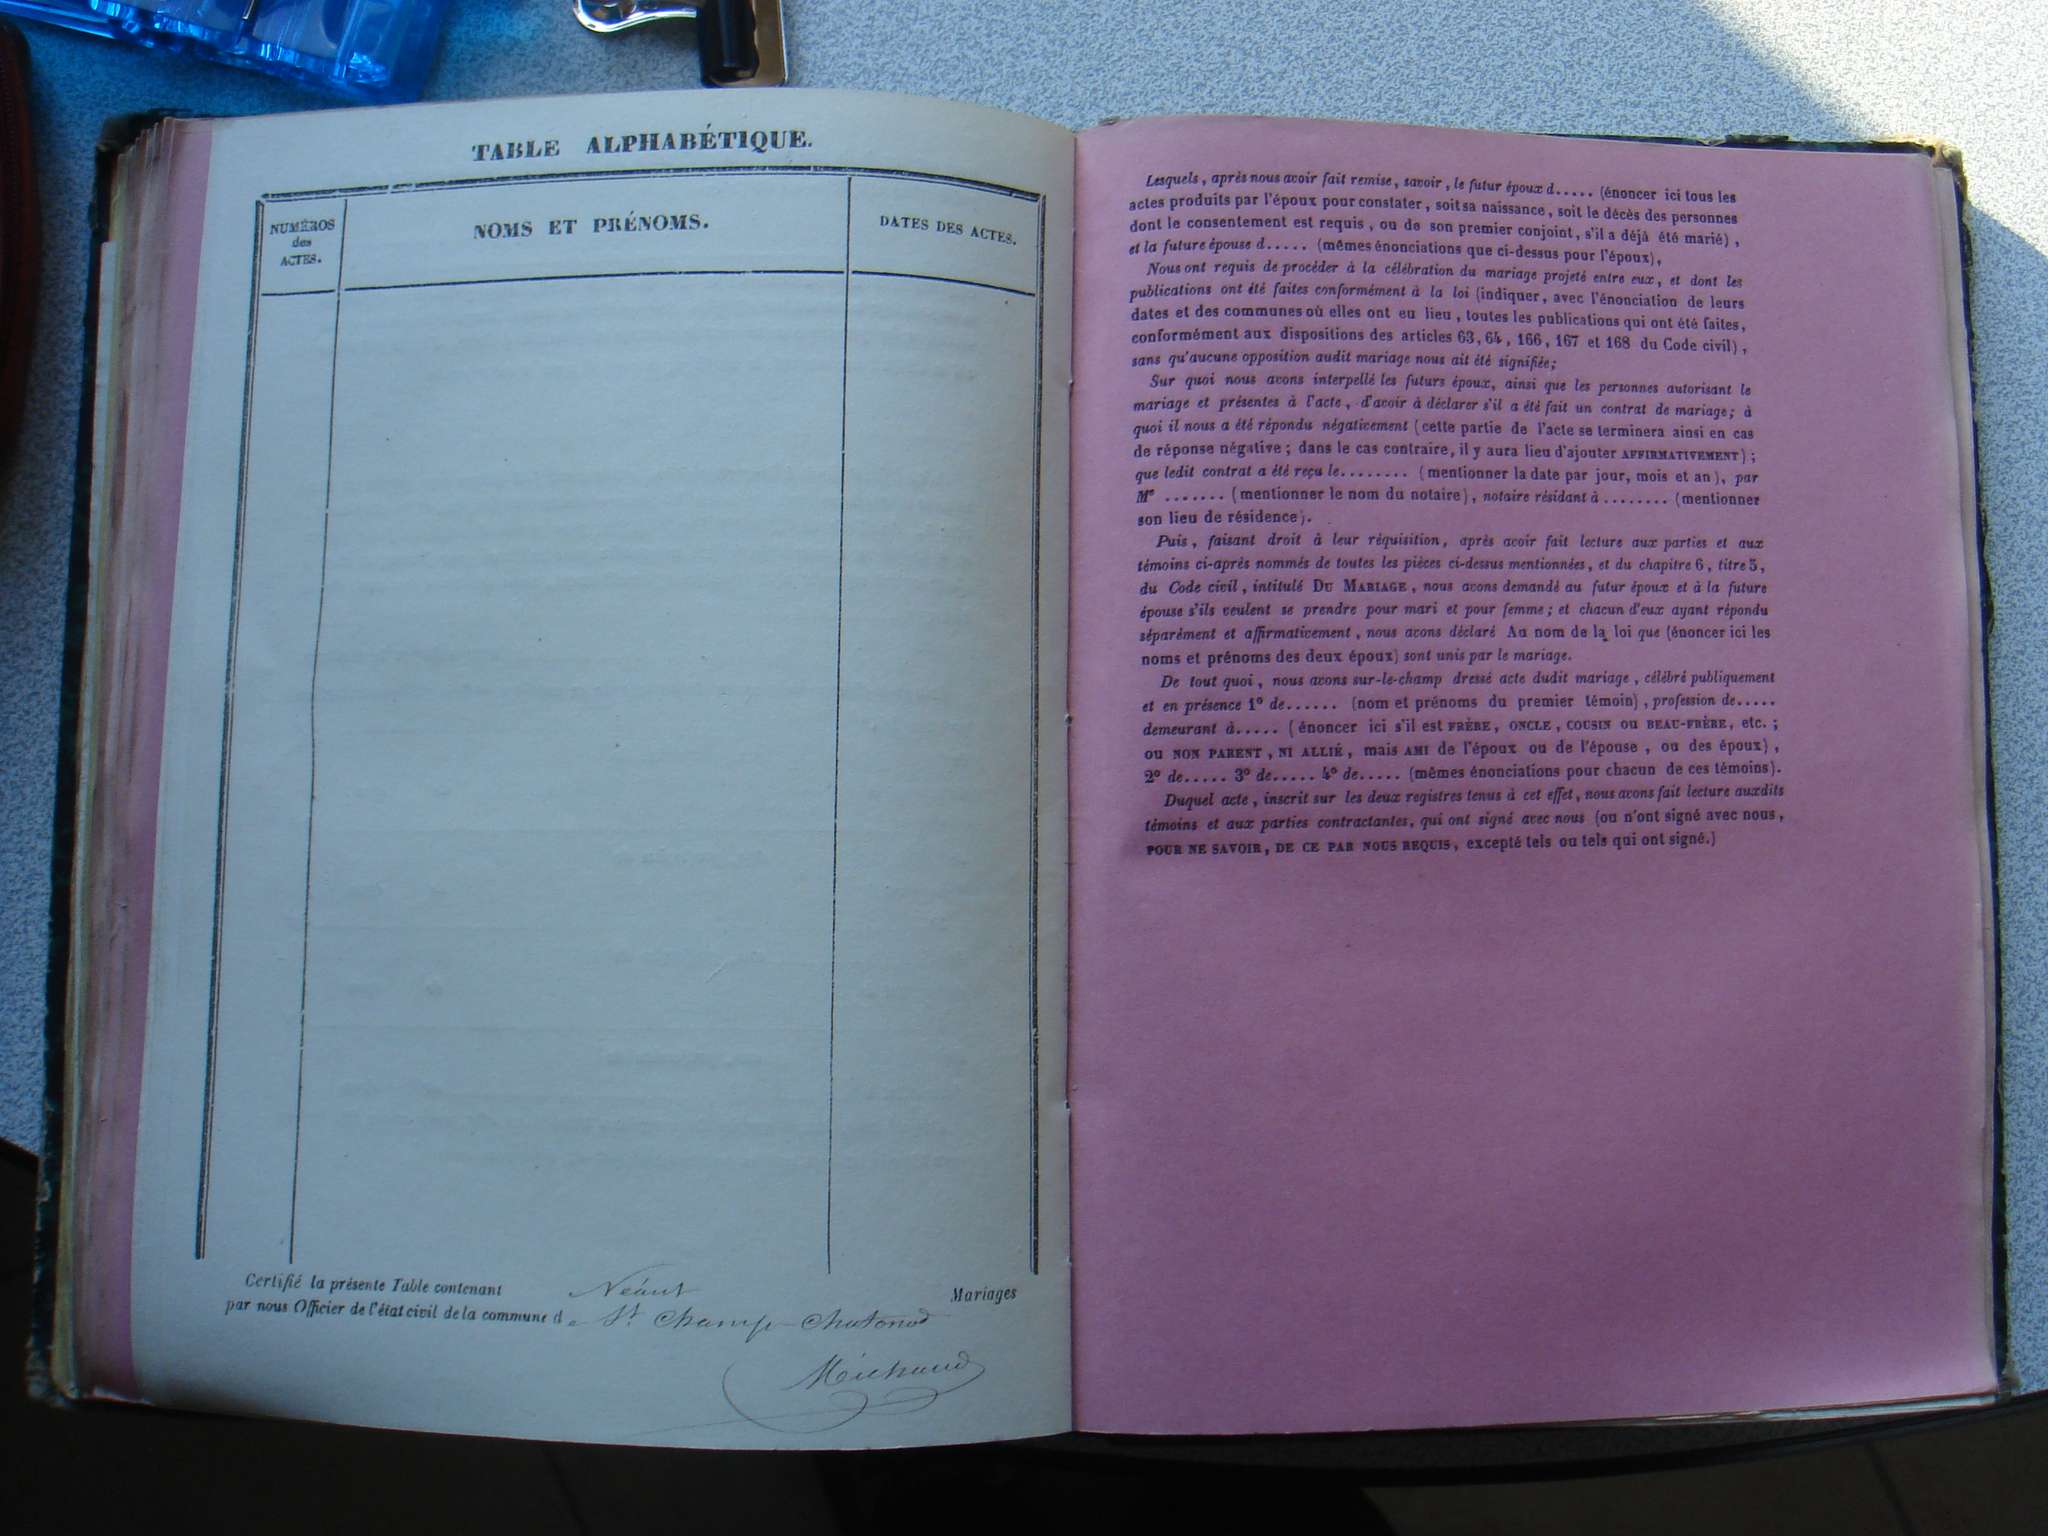 TABLE ALPHABÉTIQUE.
NUMÉROS
des
ACTES.
NOMS ET PRÉNOMS.
DATES DES ACTES.
Certifié la présente Table contenant Néant Mariages
par nous Officier de l'état civil de la commune de St. Champ-Chatonod
Michaud
Lesquels, après nous avoir fait remise, savoir, le futur époux d..... (énoncer ici tous les
actes produits par l'époux pour constater, soit sa naissance, soit le décès des personnes
dont le consentement est requis, ou de son premier conjoint, s'il a déjà été marié),
et la future épouse d..... (mêmes énonciations que ci-dessus pour l'époux),
Nous ont requis de procéder à la célébration du mariage projeté entre eux, et dont les
publications ont été faites conformément à la loi (indiquer, avec l'énonciation de leurs
dates et des communes où elles ont eu lieu, toutes les publications qui ont été faites,
conformément aux dispositions des articles 63, 64, 166, 167 et 168 du Code civil),
sans qu'aucune opposition audit mariage nous ait été signifiée;
Sur quoi nous avons interpellé les futurs époux, ainsi que les personnes autorisant le
mariage et présentes à l'acte, d'avoir à déclarer s'il a été fait un contrat de mariage; à
quoi il nous a été répondu négativement (cette partie de l'acte se terminera ainsi en cas
de réponse négative; dans le cas contraire, il y aura lieu d'ajouter AFFIRMATIVEMENT);
que ledit contrat a été reçu le........ (mentionner la date par jour, mois et an), par
Me ....... (mentionner le nom du notaire), notaire résidant à ........ (mentionner
son lieu de résidence).
Puis, faisant droit à leur réquisition, après avoir fait lecture aux parties et aux
témoins ci-après nommés de toutes les pièces ci-dessus mentionnées, et du chapitre 6, titre 5,
du Code civil, intitulé DU MARIAGE, nous avons demandé au futur époux et à la future
épouse s'ils veulent se prendre pour mari et pour femme; et chacun d'eux ayant répondu
séparément et affirmativement, nous avons déclaré Au nom de la loi que (énoncer ici les
noms et prénoms des deux époux) sont unis par le mariage.
De tout quoi, nous avons sur-le-champ dressé acte dudit mariage, célébré publiquement
et en présence 1° de...... (nom et prénoms du premier témoin), profession de.....
demeurant à..... (énoncer ici s'il est FRÈRE, ONCLE, COUSIN ou BEAU-FRÈRE, etc.;
ou NON PARENT, NI ALLIÉ, mais AMI de l'époux ou de l'épouse, ou des époux),
2° de..... 3° de..... 4° de..... (mêmes énonciations pour chacun de ces témoins).
Duquel acte, inscrit sur les deux registres tenus à cet effet, nous avons fait lecture auxdits
témoins et aux parties contractantes, qui ont signé avec nous (ou n'ont signé avec nous,
POUR NE SAVOIR, DE CE PAR NOUS REQUIS, excepté tels ou tels qui ont signé.)